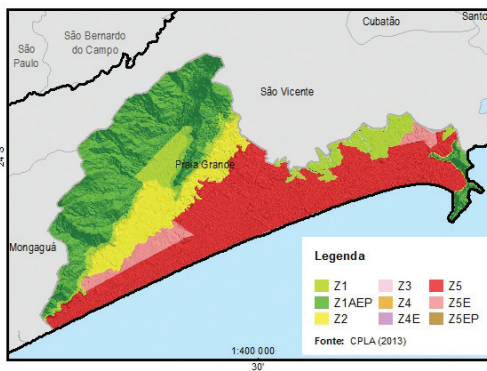 São
Paulo
São Bernardo
do Campo
Cubatão
Santo
São Vicente
24°S
Praia Grande
Mongaguá
Legenda
Z1 Z3 Z5
Z1AEP Z4 Z5E
Z2 Z4E Z5EP
Fonte: CPLA (2013)
1:400 000
30'